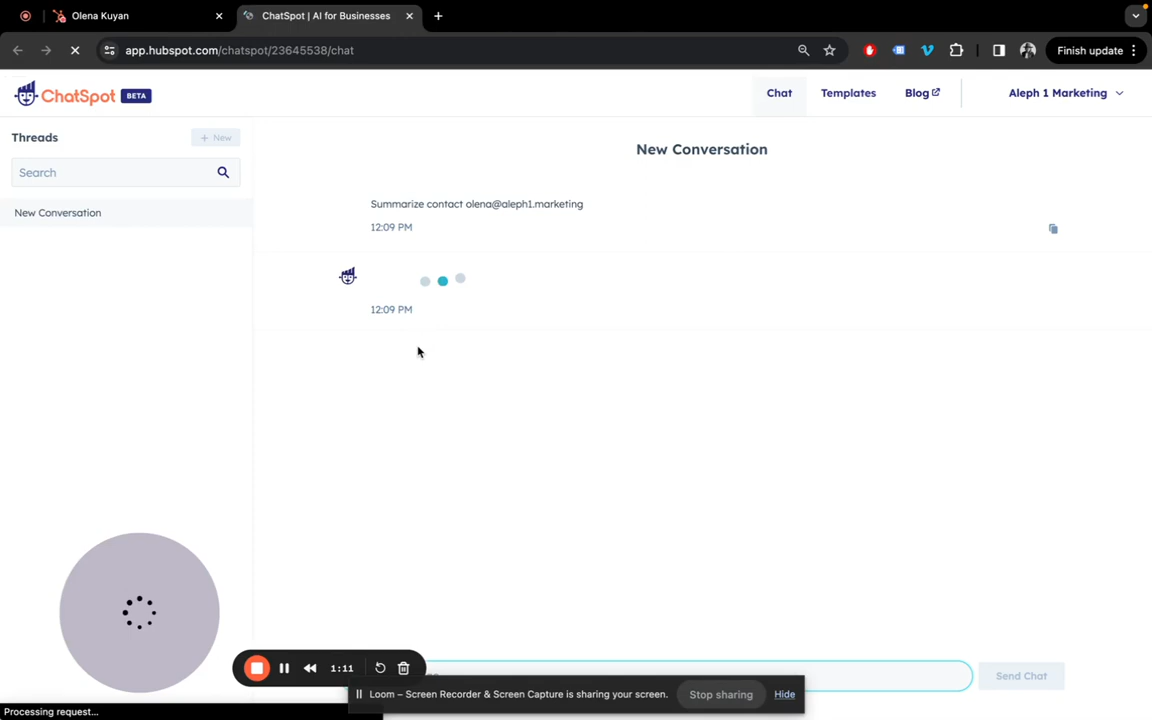 Olena Kuyan
ChatSpot | AI for Businesses
app.hubspot.com/chatspot/23645538/chat
Finish update
ChatSpot BETA
Chat
Templates
Blog
Aleph 1 Marketing
Threads
+ New
Search
New Conversation
New Conversation
Summarize contact olena@aleph1.marketing
12:09 PM
12:09 PM
1:11
Send Chat
Loom – Screen Recorder & Screen Capture is sharing your screen.
Stop sharing
Hide
Processing request...